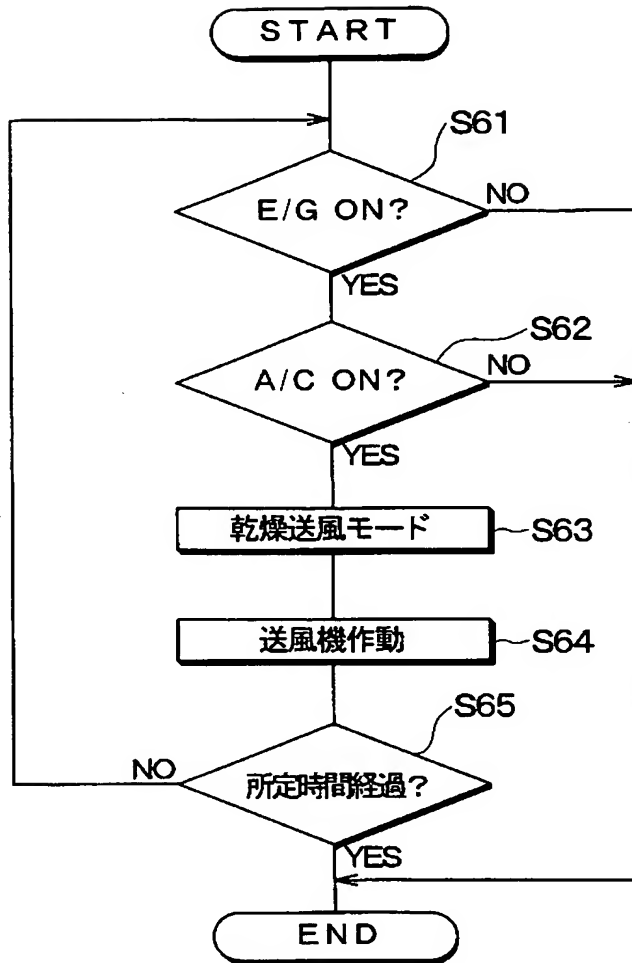 START
S61
E/G ON?
NO
YES
S62
A/C ON?
NO
YES
乾燥送風モード
S63
送風機作動
S64
S65
NO
所定時間経過?
YES
END